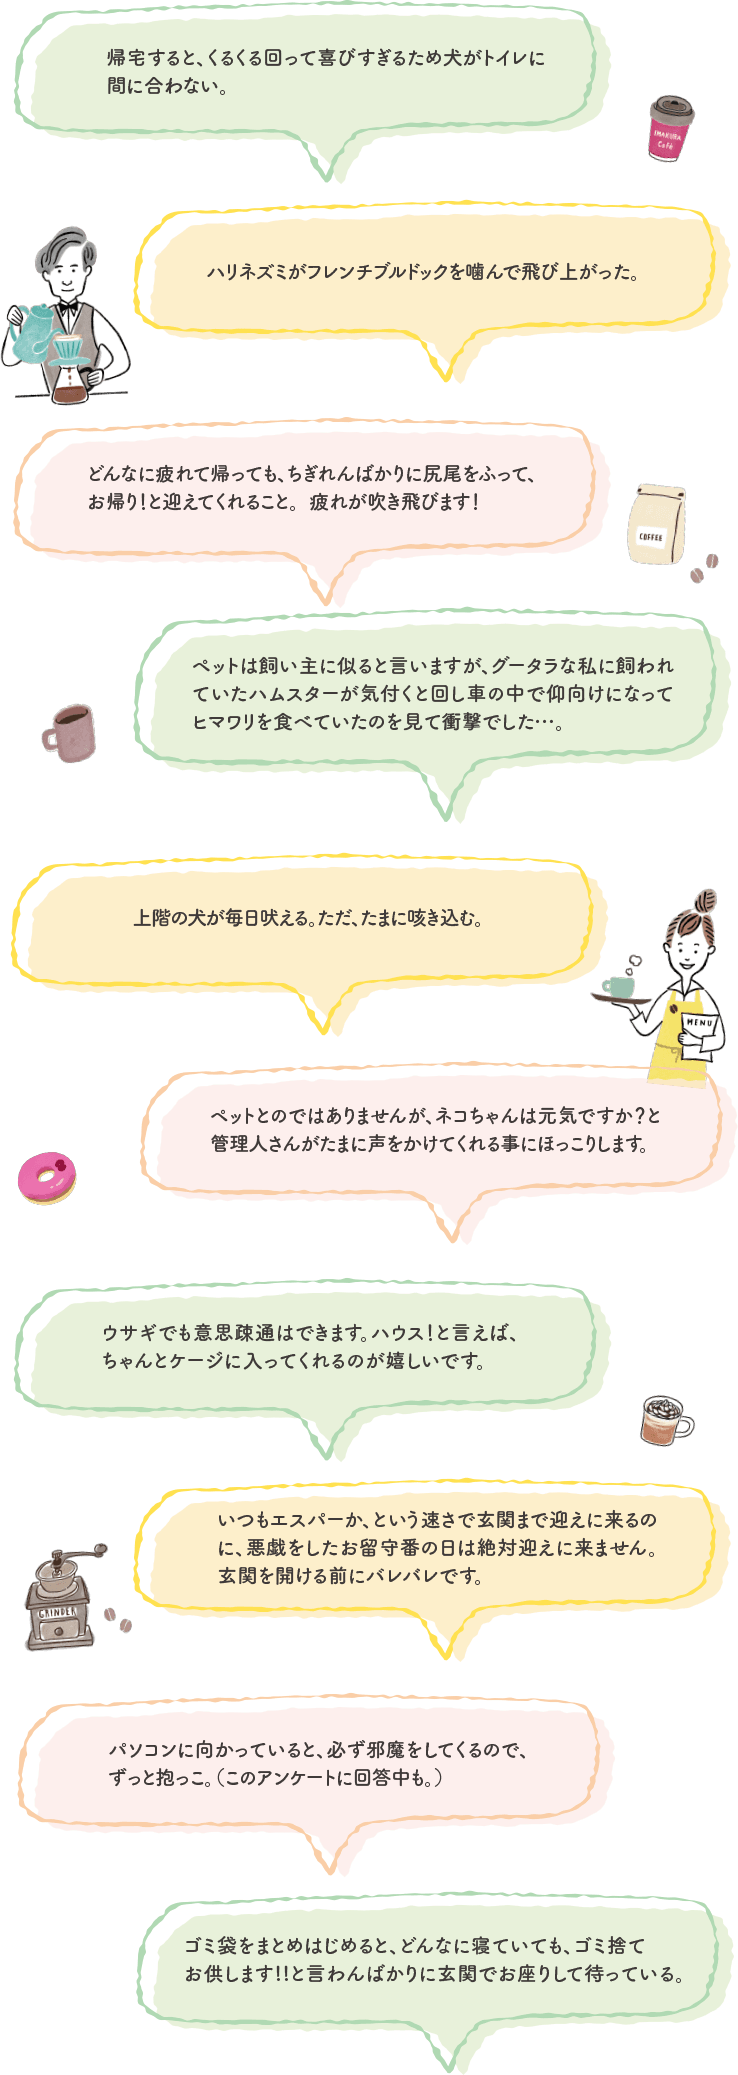 帰宅すると、くるくる回って喜びすぎるため犬がトイレに
間に合わない。
IMAKURA
Café
ハリネズミがフレンチブルドックを噛んで飛び上がった。
どんなに疲れて帰っても、ちぎれんばかりに尻尾をふって、
お帰り！と迎えてくれること。 疲れが吹き飛びます！
COFFEE
ペットは飼い主に似ると言いますが、グータラな私に飼われ
ていたハムスターが気付くと回し車の中で仰向けになって
ヒマワリを食べていたのを見て衝撃でした…。
上階の犬が毎日吠える。ただ、たまに咳き込む。
MENU
ペットとのではありませんが、ネコちゃんは元気ですか？と
管理人さんがたまに声をかけてくれる事にほっこりします。
ウサギでも意思疎通はできます。ハウス！と言えば、
ちゃんとケージに入ってくれるのが嬉しいです。
いつもエスパーか、という速さで玄関まで迎えに来るの
に、悪戯をしたお留守番の日は絶対迎えに来ません。
玄関を開ける前にバレバレです。
GRINDER
パソコンに向かっていると、必ず邪魔をしてくるので、
ずっと抱っこ。（このアンケートに回答中も。）
ゴミ袋をまとめはじめると、どんなに寝ていても、ゴミ捨て
お供します！！と言わんばかりに玄関でお座りして待っている。